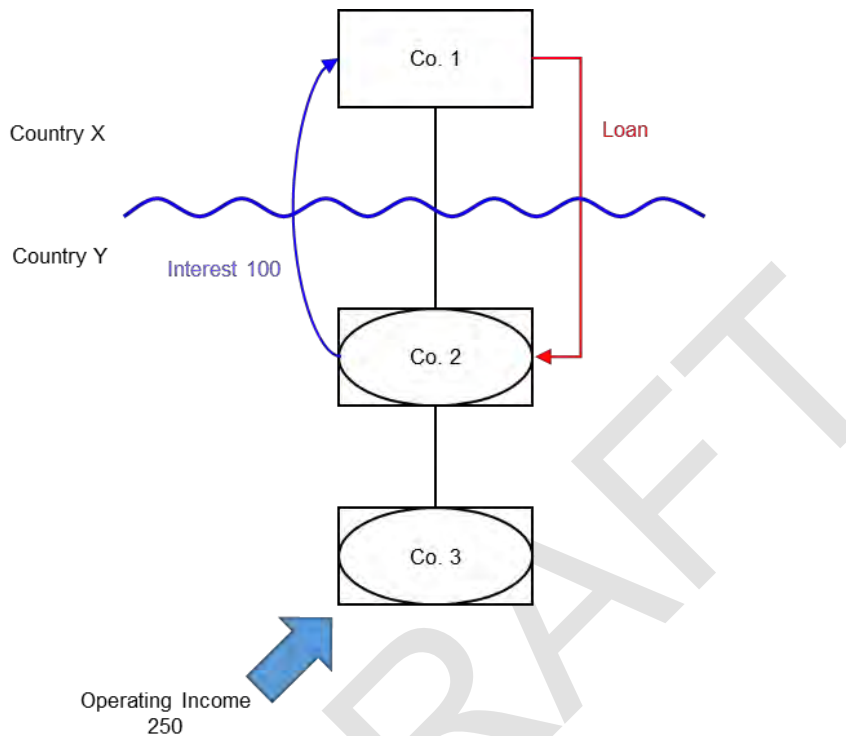 Co. 1
Country X
Loan
Country Y
Interest 100
Co. 2
Co. 3
Operating Income
250
DRAFT